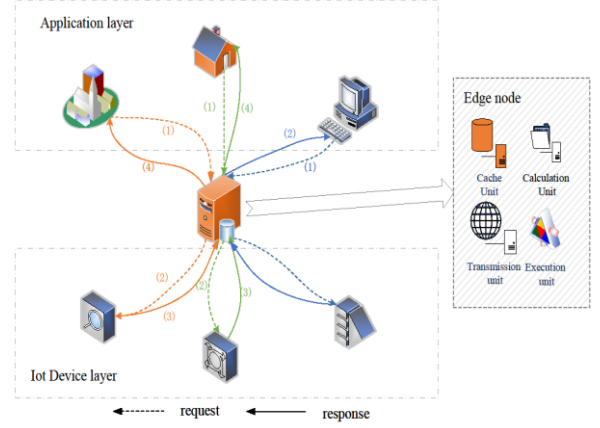 Application layer
(1)
(4)
(1)
(2)
(4)
(1)
Edge node
Cache
Unit
Calculation
Unit
Transmission
unit
Execution
unit
(2)
(3)
(2)
(3)
Iot Device layer
request
response